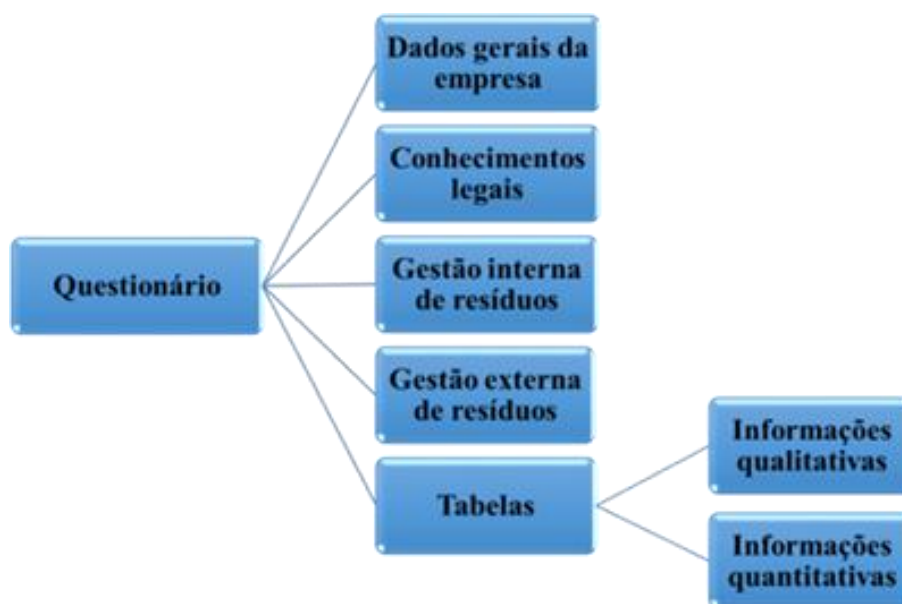 Dados gerais da
empresa
Conhecimentos
legais
Questionário
Gestão interna
de resíduos
Gestão externa
de resíduos
Tabelas
Informações
qualitativas
Informações
quantitativas